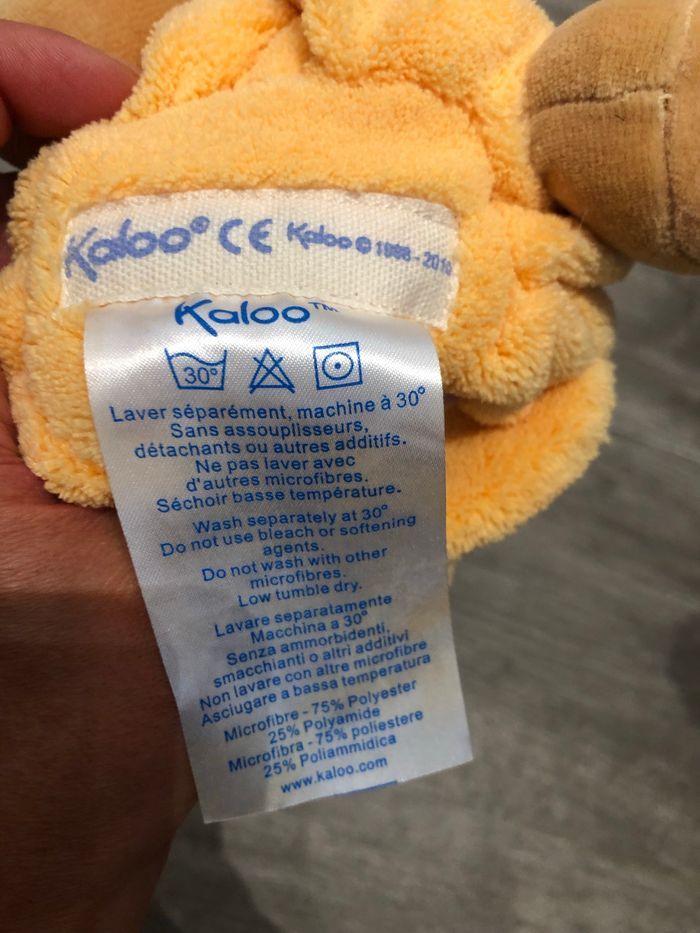 Kaloo® CE Kaloo © 1998 - 2010
Kaloo™
30°
Laver séparément, machine à 30°
Sans assouplisseurs,
détachants ou autres additifs.
Ne pas laver avec
d'autres microfibres.
Séchoir basse température.
Wash separately at 30°
Do not use bleach or softening
agents.
Do not wash with other
microfibres.
Low tumble dry.
Lavare separatamente
Macchina a 30°
Senza ammorbidenti,
smacchianti o altri additivi
Non lavare con altre microfibre
Asciugare a bassa temperatura
Microfibre - 75% Polyester
25% Polyamide
Microfibra - 75% poliestere
25% Poliammidica
www.kaloo.com